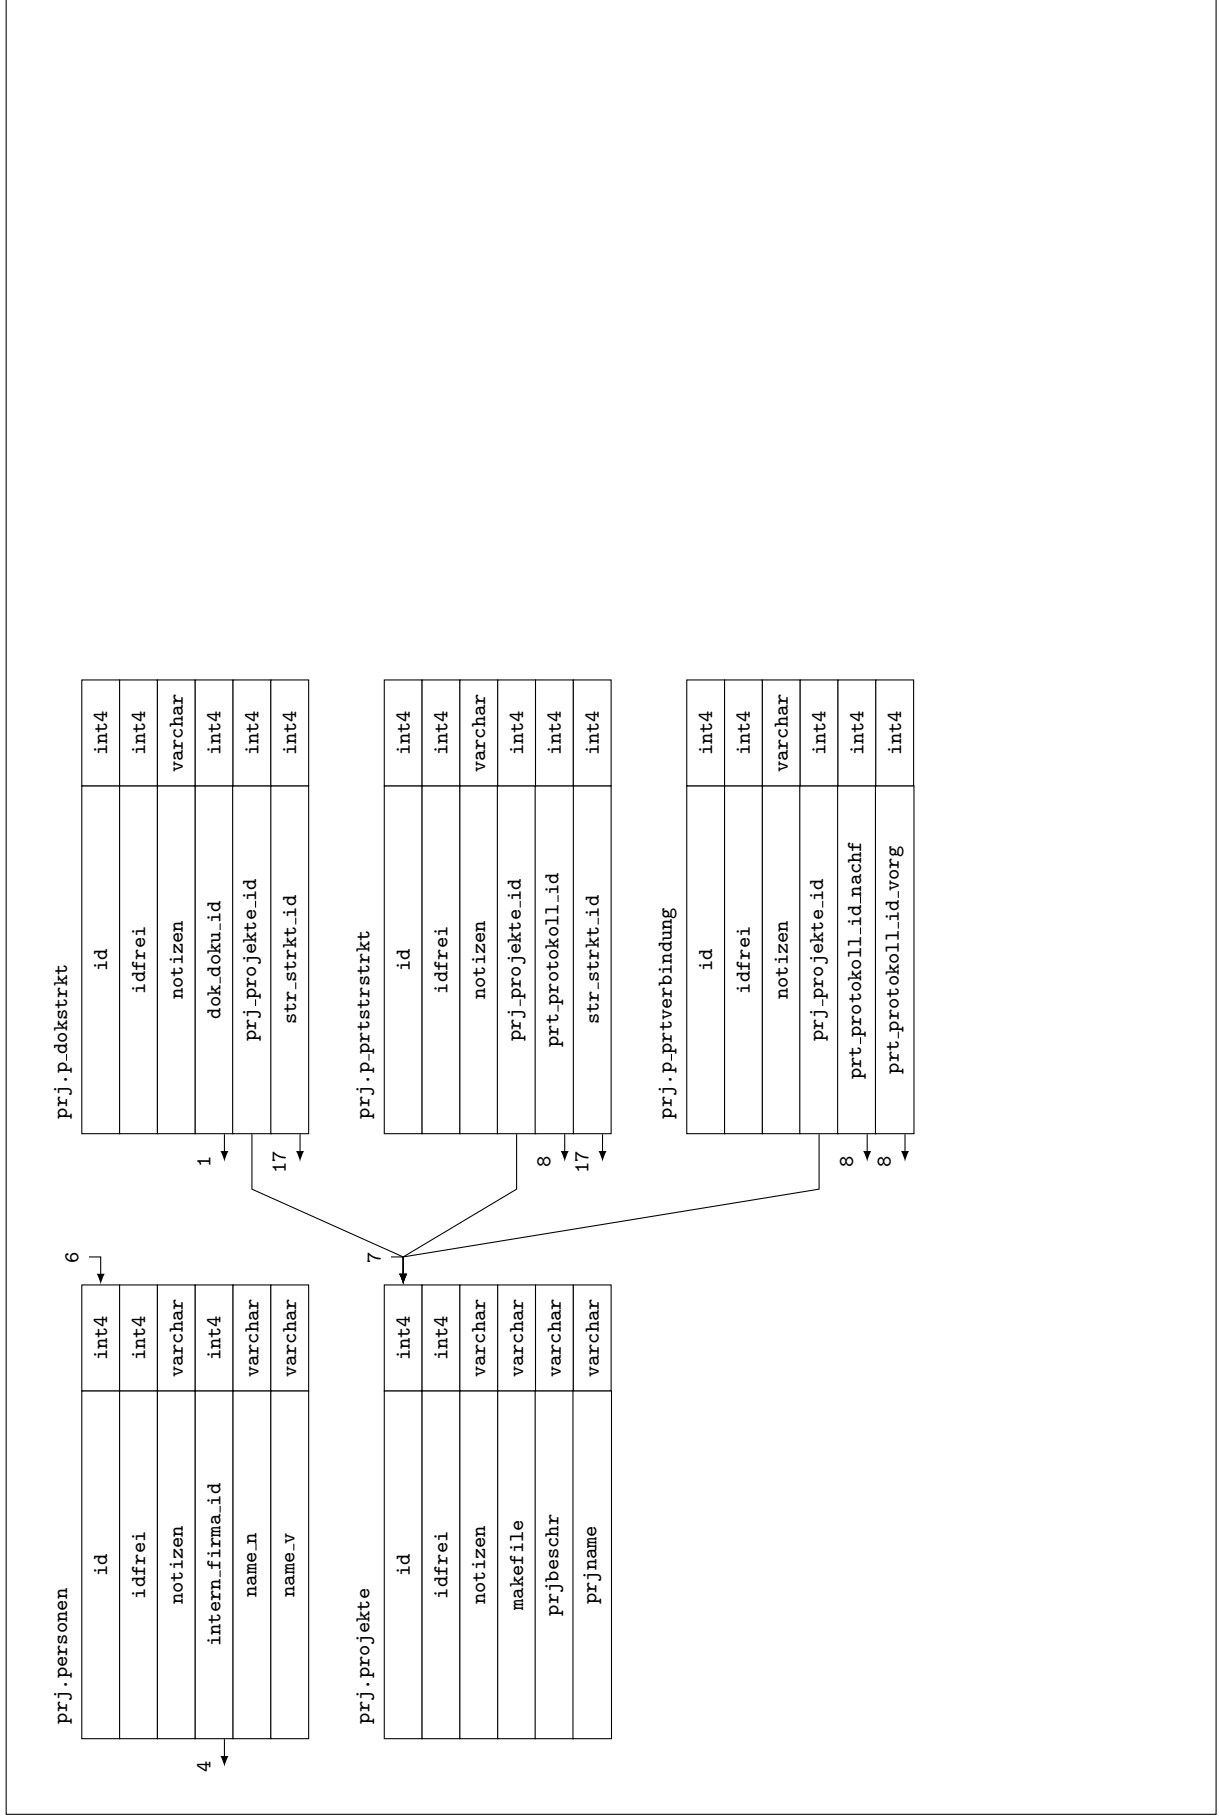 prj.personen
id int4
6
idfrei int4
notizen varchar
intern_firma_id int4
4
name_n varchar
name_v varchar
prj.projekte
id int4
7
idfrei int4
notizen varchar
makefile varchar
prjbeschr varchar
prjname varchar
prj.p_dokstrkt
id int4
idfrei int4
notizen varchar
1
dok_doku_id int4
prj_projekte_id int4
17
str_strkt_id int4
prj.p_prtstrstrkt
id int4
idfrei int4
notizen varchar
prj_projekte_id int4
8
prt_protokoll_id int4
17
str_strkt_id int4
prj.p_prtverbindung
id int4
idfrei int4
notizen varchar
prj_projekte_id int4
8
prt_protokoll_id_nachf int4
8
prt_protokoll_id_vorg int4